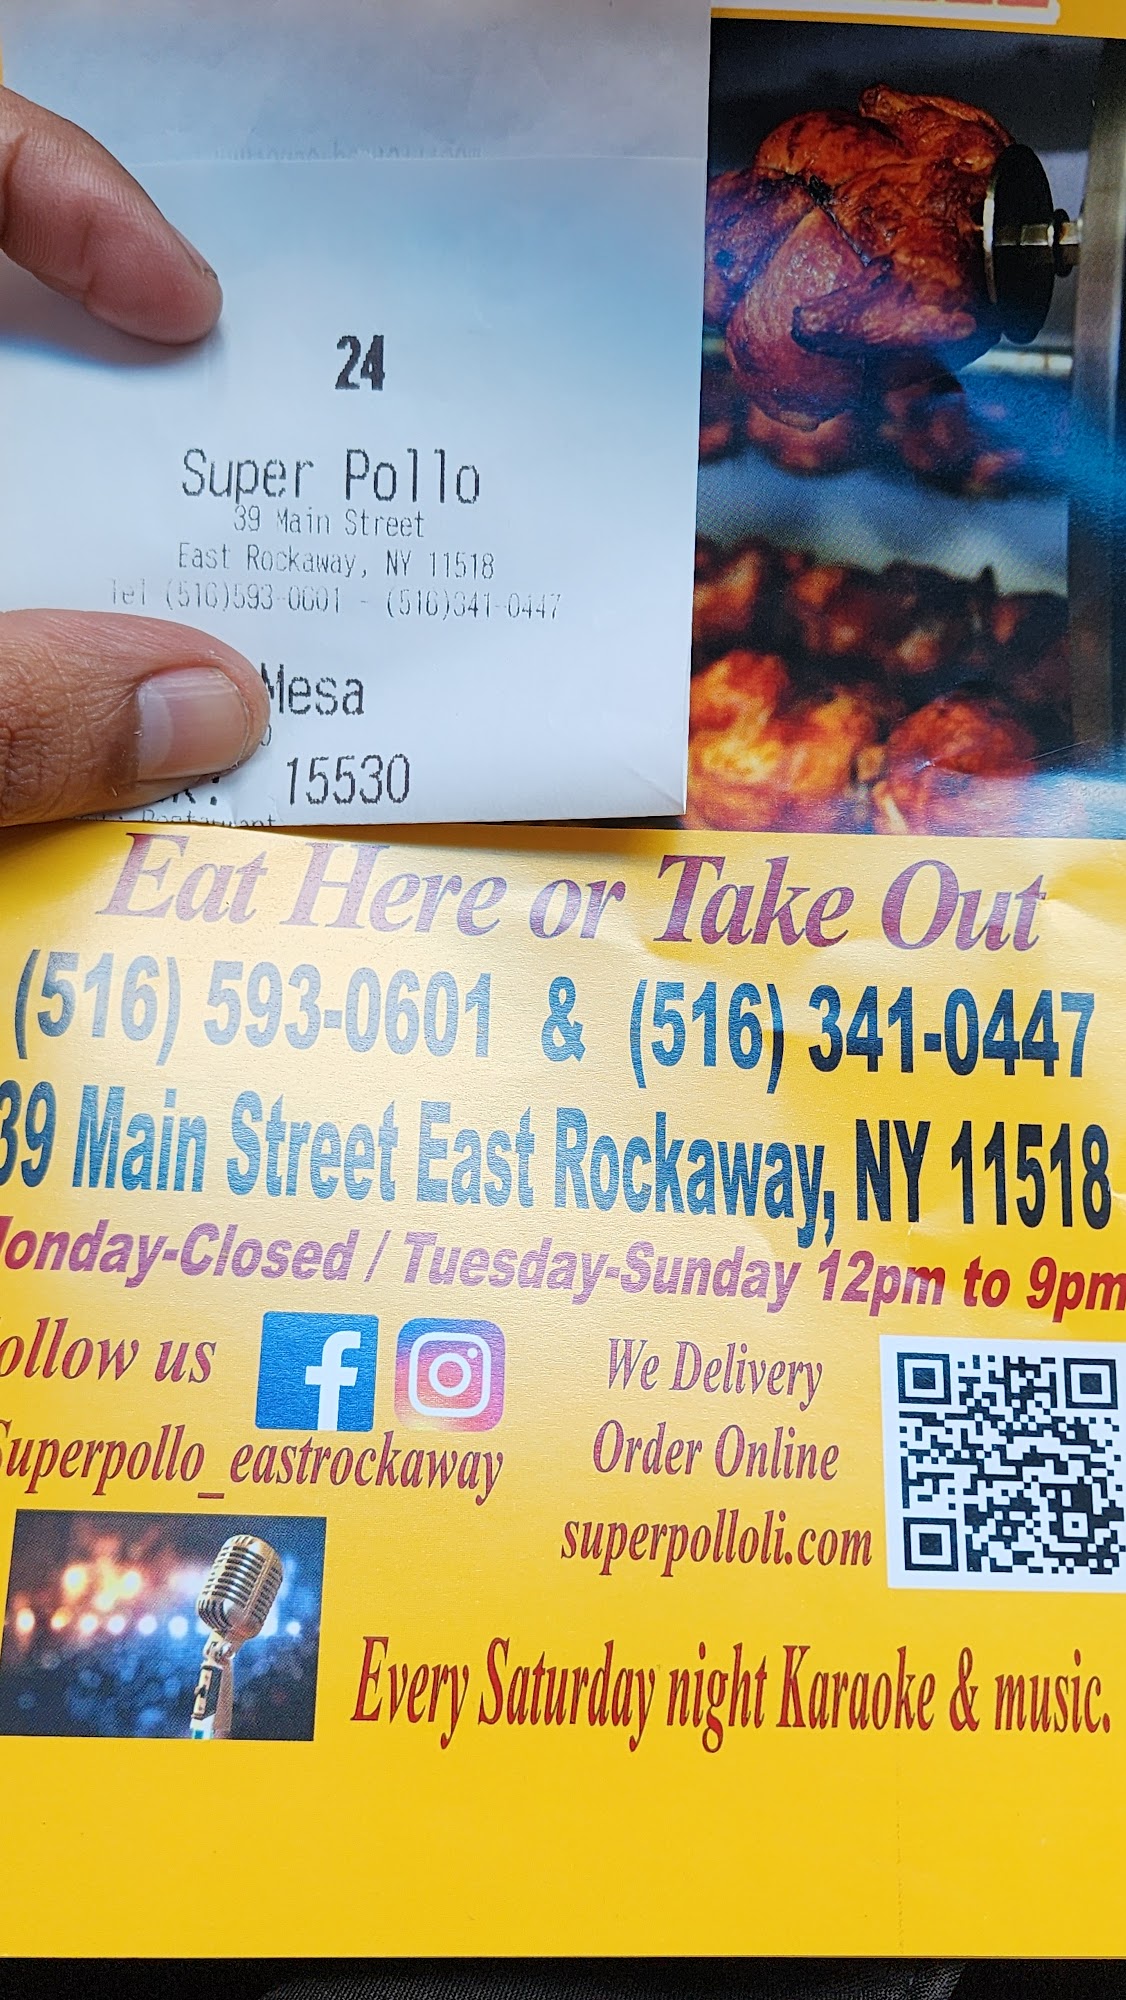 24
Super Pollo
39 Main Street
East Rockaway, NY 11518
Tel (516)593-0601 - (516)341-0447
Mesa
15530
Eat Here or Take Out
(516) 593-0601 & (516) 341-0447
39 Main Street East Rockaway, NY 11518
onday-Closed / Tuesday-Sunday 12pm to 9pm
ollow us
Superpollo_eastrockaway
We Delivery
Order Online
superpolloli.com
Every Saturday night Karaoke & music.